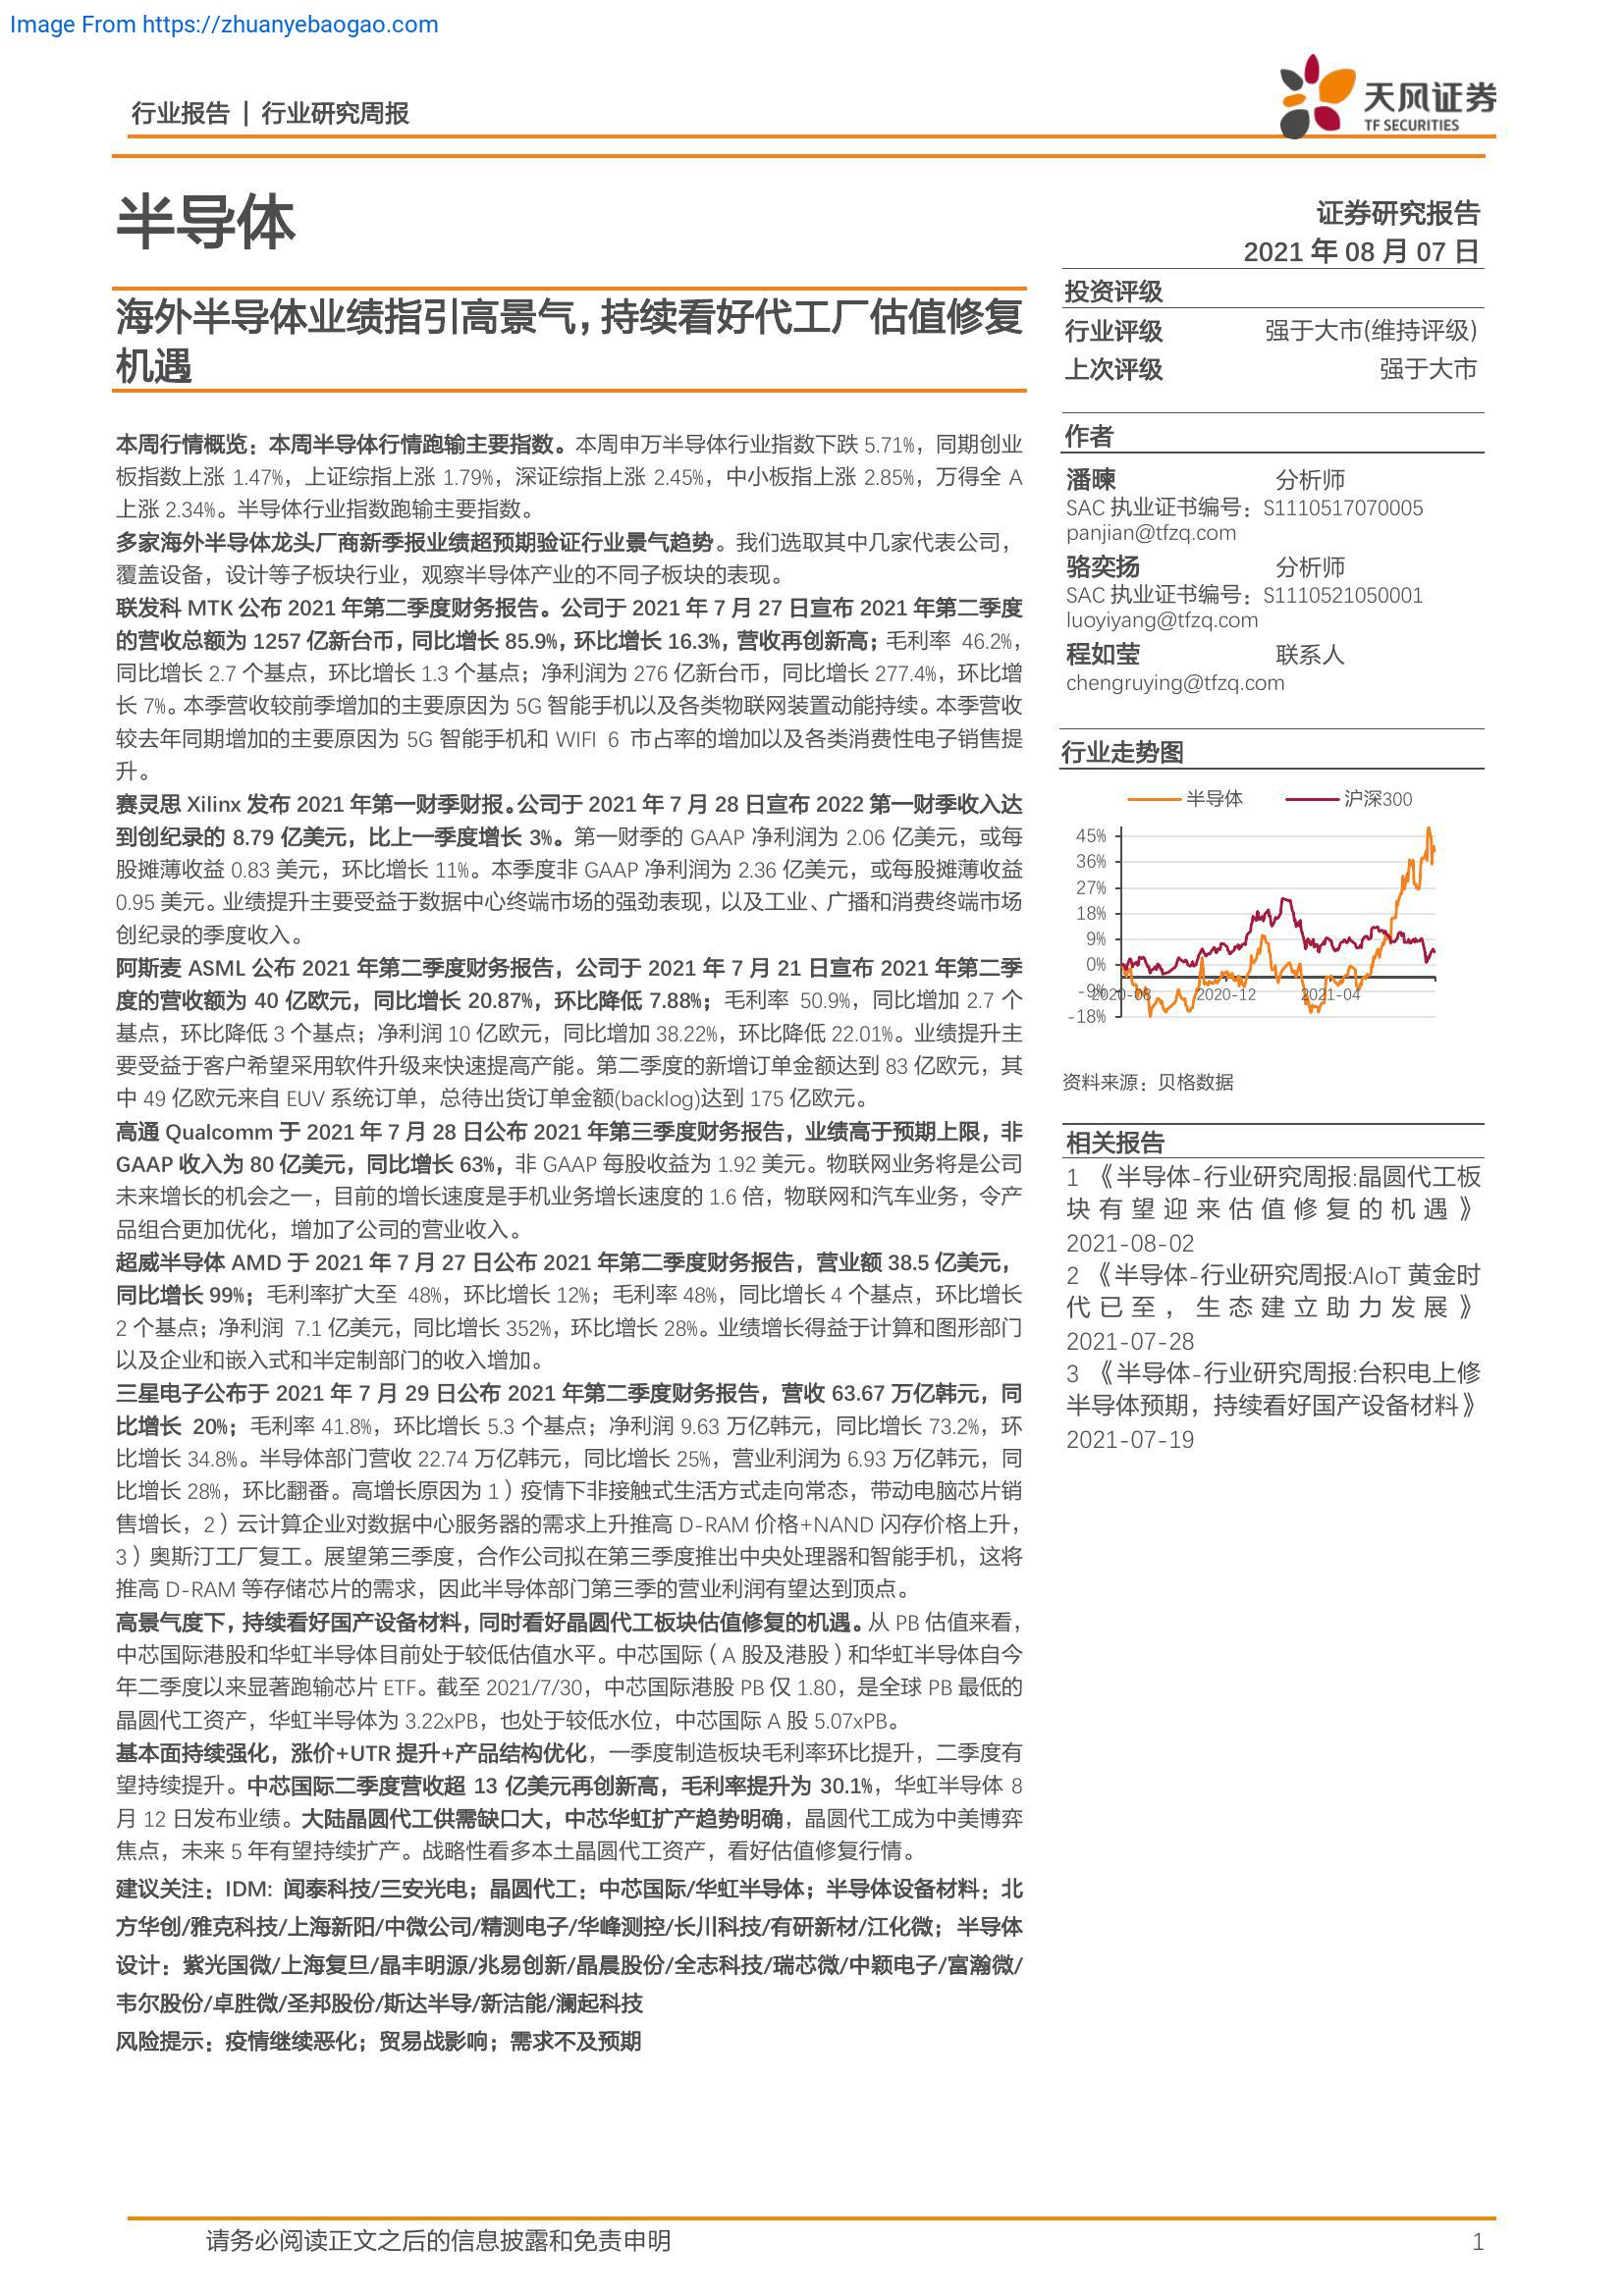 Image From https://zhuanyebaogao.com
行业报告 | 行业研究周报
天风证券
TF SECURITIES
半导体
证券研究报告
2021 年 08 月 07 日
海外半导体业绩指引高景气，持续看好代工厂估值修复
机遇
投资评级
行业评级 强于大市(维持评级)
上次评级 强于大市
本周行情概览：本周半导体行情跑输主要指数。本周申万半导体行业指数下跌 5.71%，同期创业
板指数上涨 1.47%，上证综指上涨 1.79%，深证综指上涨 2.45%，中小板指上涨 2.85%，万得全 A
上涨 2.34%。半导体行业指数跑输主要指数。
多家海外半导体龙头厂商新季报业绩超预期验证行业景气趋势。我们选取其中几家代表公司，
覆盖设备，设计等子板块行业，观察半导体产业的不同子板块的表现。
联发科 MTK 公布 2021 年第二季度财务报告。公司于 2021 年 7 月 27 日宣布 2021 年第二季度
的营收总额为 1257 亿新台币，同比增长 85.9%，环比增长 16.3%，营收再创新高；毛利率 46.2%，
同比增长 2.7 个基点，环比增长 1.3 个基点；净利润为 276 亿新台币，同比增长 277.4%，环比增
长 7%。本季营收较前季增加的主要原因为 5G 智能手机以及各类物联网装置动能持续。本季营收
较去年同期增加的主要原因为 5G 智能手机和 WIFI 6 市占率的增加以及各类消费性电子销售提
升。
赛灵思 Xilinx 发布 2021 年第一财季财报。公司于 2021 年 7 月 28 日宣布 2022 第一财季收入达
到创纪录的 8.79 亿美元，比上一季度增长 3%。第一财季的 GAAP 净利润为 2.06 亿美元，或每
股摊薄收益 0.83 美元，环比增长 11%。本季度非 GAAP 净利润为 2.36 亿美元，或每股摊薄收益
0.95 美元。业绩提升主要受益于数据中心终端市场的强劲表现，以及工业、广播和消费终端市场
创纪录的季度收入。
阿斯麦 ASML 公布 2021 年第二季度财务报告，公司于 2021 年 7 月 21 日宣布 2021 年第二季
度的营收额为 40 亿欧元，同比增长 20.87%，环比降低 7.88%；毛利率 50.9%，同比增加 2.7 个
基点，环比降低 3 个基点；净利润 10 亿欧元，同比增加 38.22%，环比降低 22.01%。业绩提升主
要受益于客户希望采用软件升级来快速提高产能。第二季度的新增订单金额达到 83 亿欧元，其
中 49 亿欧元来自 EUV 系统订单，总待出货订单金额(backlog)达到 175 亿欧元。
高通 Qualcomm 于 2021 年 7 月 28 日公布 2021 年第三季度财务报告，业绩高于预期上限，非
GAAP 收入为 80 亿美元，同比增长 63%，非 GAAP 每股收益为 1.92 美元。物联网业务将是公司
未来增长的机会之一，目前的增长速度是手机业务增长速度的 1.6 倍，物联网和汽车业务，令产
品组合更加优化，增加了公司的营业收入。
超威半导体 AMD 于 2021 年 7 月 27 日公布 2021 年第二季度财务报告，营业额 38.5 亿美元，
同比增长 99%；毛利率扩大至 48%，环比增长 12%；毛利率 48%，同比增长 4 个基点，环比增长
2 个基点；净利润 7.1 亿美元，同比增长 352%，环比增长 28%。业绩增长得益于计算和图形部门
以及企业和嵌入式和半定制部门的收入增加。
三星电子公布于 2021 年 7 月 29 日公布 2021 年第二季度财务报告，营收 63.67 万亿韩元，同
比增长 20%；毛利率 41.8%，环比增长 5.3 个基点；净利润 9.63 万亿韩元，同比增长 73.2%，环
比增长 34.8%。半导体部门营收 22.74 万亿韩元，同比增长 25%，营业利润为 6.93 万亿韩元，同
比增长 28%，环比翻番。高增长原因为 1）疫情下非接触式生活方式走向常态，带动电脑芯片销
售增长，2）云计算企业对数据中心服务器的需求上升推高 D-RAM 价格+NAND 闪存价格上升，
3）奥斯汀工厂复工。展望第三季度，合作公司拟在第三季度推出中央处理器和智能手机，这将
推高 D-RAM 等存储芯片的需求，因此半导体部门第三季的营业利润有望达到顶点。
高景气度下，持续看好国产设备材料，同时看好晶圆代工板块估值修复的机遇。从 PB 估值来看，
中芯国际港股和华虹半导体目前处于较低估值水平。中芯国际（A 股及港股）和华虹半导体自今
年二季度以来显著跑输芯片 ETF。截至 2021/7/30，中芯国际港股 PB 仅 1.80，是全球 PB 最低的
晶圆代工资产，华虹半导体为 3.22xPB，也处于较低水位，中芯国际 A 股 5.07xPB。
基本面持续强化，涨价+UTR 提升+产品结构优化，一季度制造板块毛利率环比提升，二季度有
望持续提升。中芯国际二季度营收超 13 亿美元再创新高，毛利率提升为 30.1%，华虹半导体 8
月 12 日发布业绩。大陆晶圆代工供需缺口大，中芯华虹扩产趋势明确，晶圆代工成为中美博弈
焦点，未来 5 年有望持续扩产。战略性看多本土晶圆代工资产，看好估值修复行情。
建议关注：IDM: 闻泰科技/三安光电；晶圆代工：中芯国际/华虹半导体；半导体设备材料：北
方华创/雅克科技/上海新阳/中微公司/精测电子/华峰测控/长川科技/有研新材/江化微；半导体
设计：紫光国微/上海复旦/晶丰明源/兆易创新/晶晨股份/全志科技/瑞芯微/中颖电子/富瀚微/
韦尔股份/卓胜微/圣邦股份/斯达半导/新洁能/澜起科技
风险提示：疫情继续恶化；贸易战影响；需求不及预期
作者
潘暕 分析师
SAC 执业证书编号：S1110517070005
panjian@tfzq.com
骆奕扬 分析师
SAC 执业证书编号：S1110521050001
luoyiyang@tfzq.com
程如莹 联系人
chengruying@tfzq.com
行业走势图
半导体 沪深300
45%
36%
27%
18%
9%
0%
-9%
-18%
2020-08 2020-12 2021-04
资料来源：贝格数据
相关报告
1 《半导体-行业研究周报:晶圆代工板
块有望迎来估值修复的机遇》
2021-08-02
2 《半导体-行业研究周报:AIoT 黄金时
代已至，生态建立助力发展》
2021-07-28
3 《半导体-行业研究周报:台积电上修
半导体预期，持续看好国产设备材料》
2021-07-19
请务必阅读正文之后的信息披露和免责申明 1